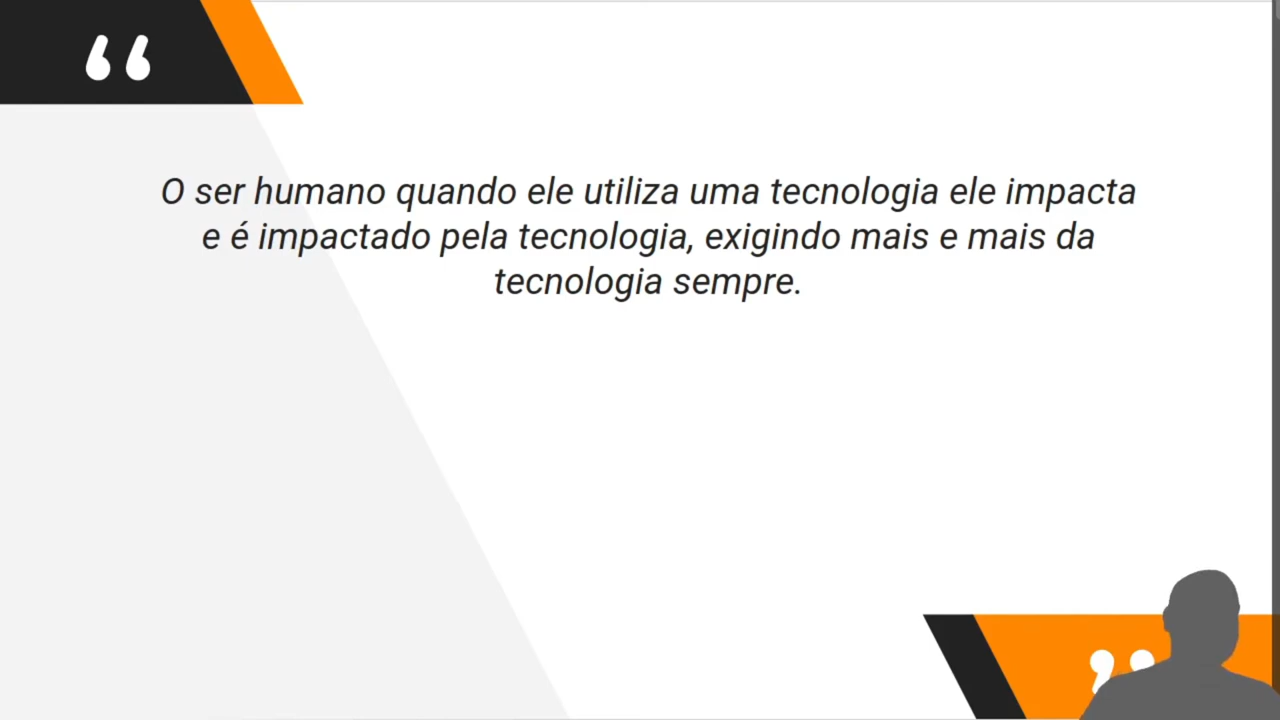 “
O ser humano quando ele utiliza uma tecnologia ele impacta
e é impactado pela tecnologia, exigindo mais e mais da
tecnologia sempre.
”